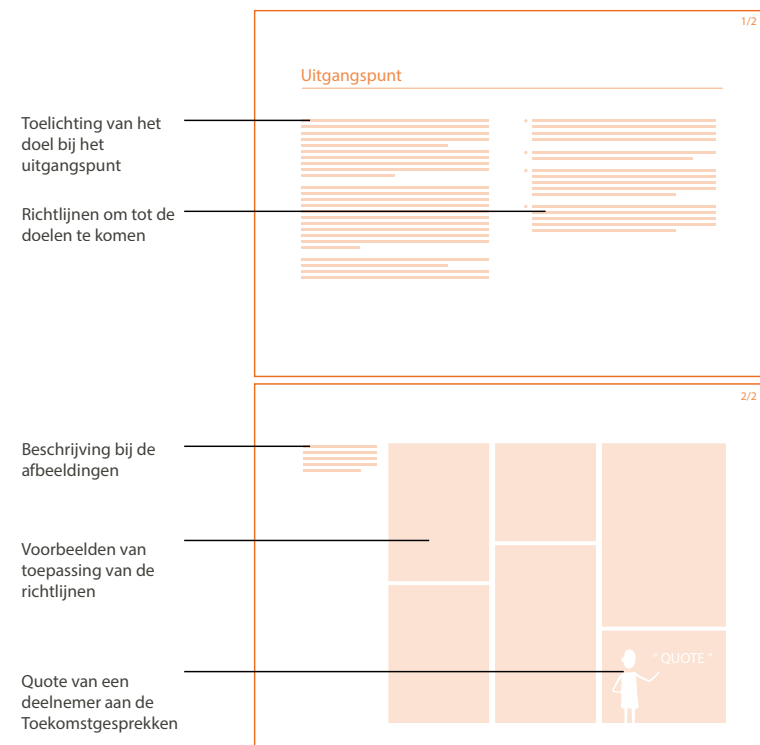 1/2
Uitgangspunt
Toelichting van het
doel bij het
uitgangspunt
Richtlijnen om tot de
doelen te komen
2/2
Beschrijving bij de
afbeeldingen
Voorbeelden van
toepassing van de
richtlijnen
" QUOTE "
Quote van een
deelnemer aan de
Toekomstgesprekken